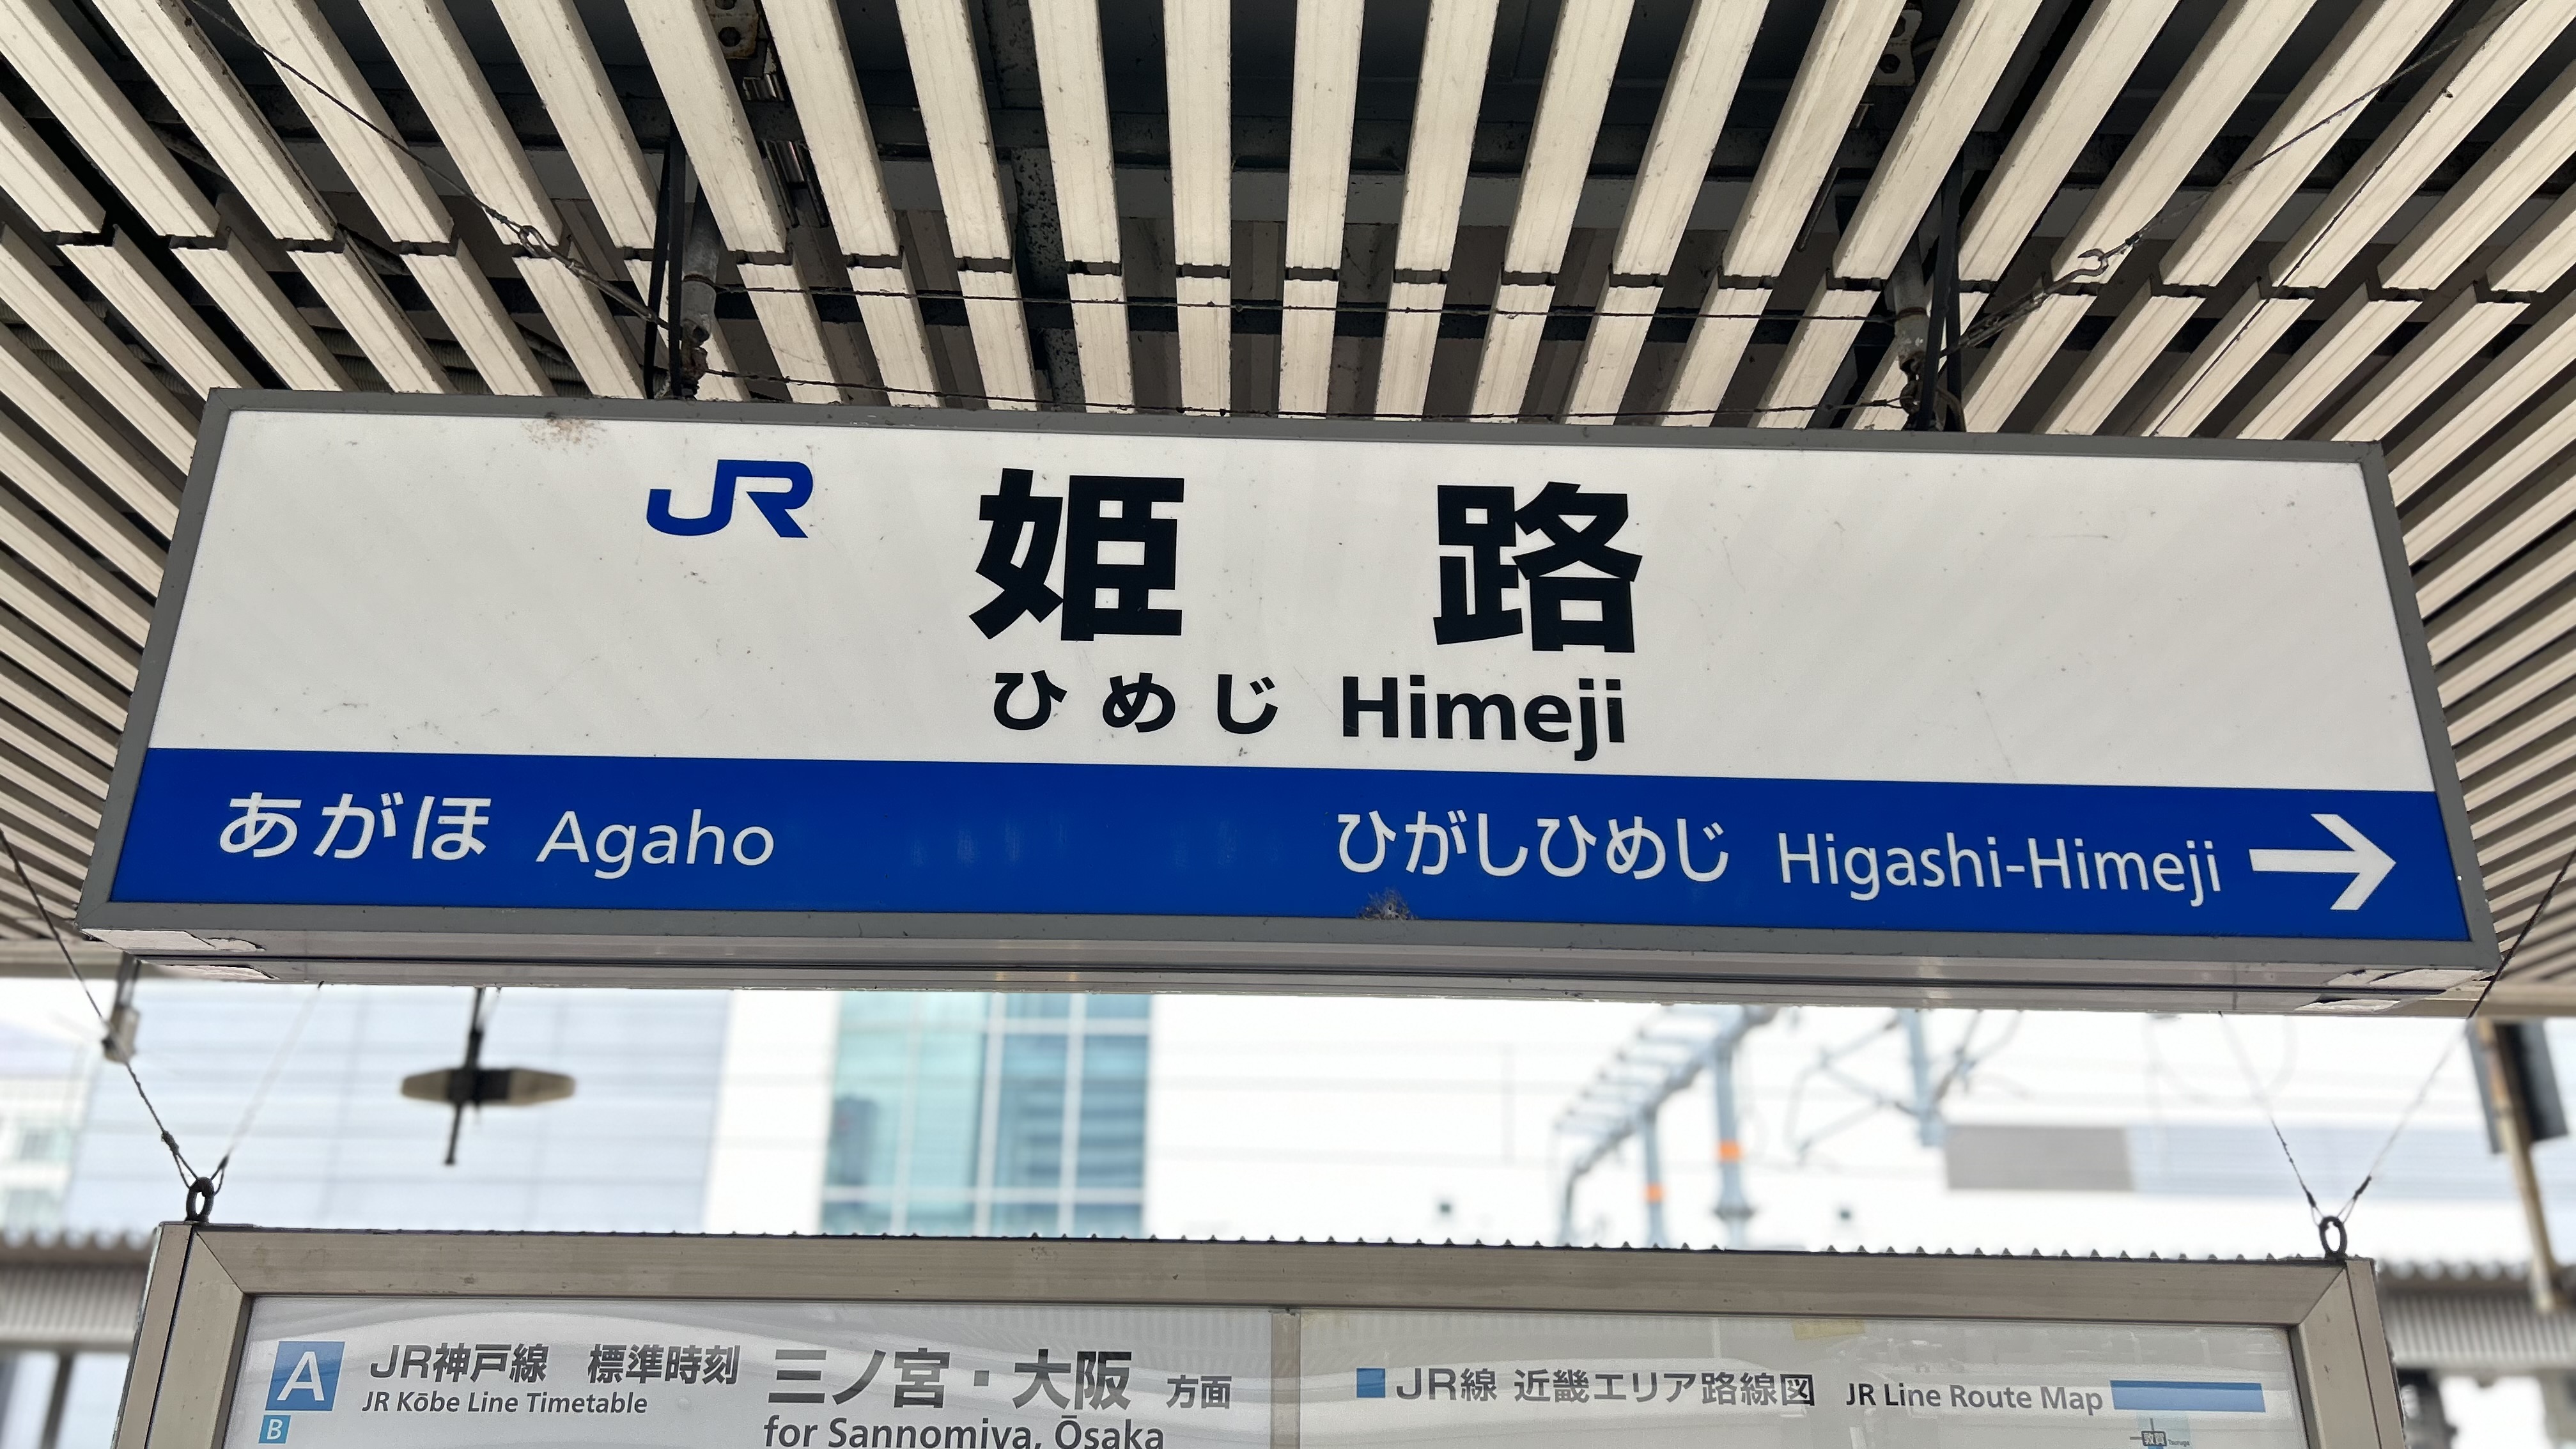 JR 姫路
ひめじ Himeji
あがほ Agaho ひがしひめじ Higashi-Himeji →
A JR神戸線 標準時刻 三ノ宮・大阪 方面
JR Kōbe Line Timetable
B for Sannomiya, Ōsaka
JR線 近畿エリア路線図 JR Line Route Map
敦賀